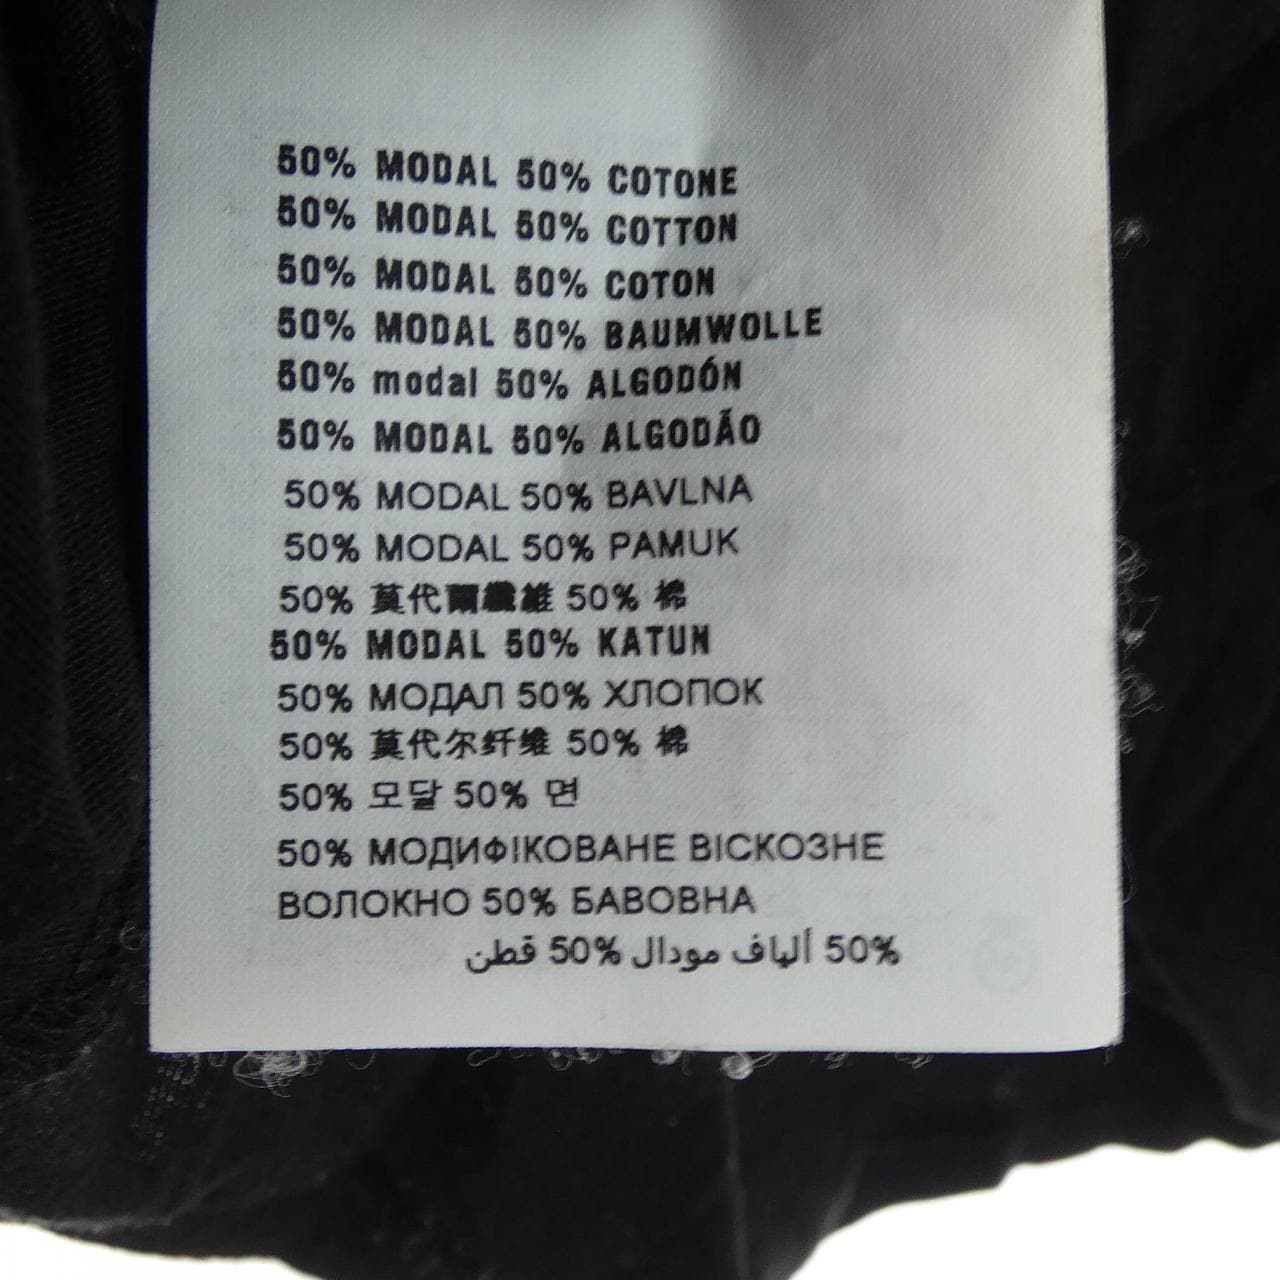 50% MODAL 50% COTONE
50% MODAL 50% COTTON
50% MODAL 50% COTON
50% MODAL 50% BAUMWOLLE
50% modal 50% ALGODÓN
50% MODAL 50% ALGODÃO
50% MODAL 50% BAVLNA
50% MODAL 50% PAMUK
50% 莫代爾纖維 50% 棉
50% MODAL 50% KATUN
50% МОДАЛ 50% ХЛОПОК
50% 莫代尔纤维 50% 棉
50% 모달 50% 면
50% МОДИФІКОВАНЕ ВІСКОЗНЕ
ВОЛОКНО 50% БАВОВНА
50% ألياف مودال 50% قطن